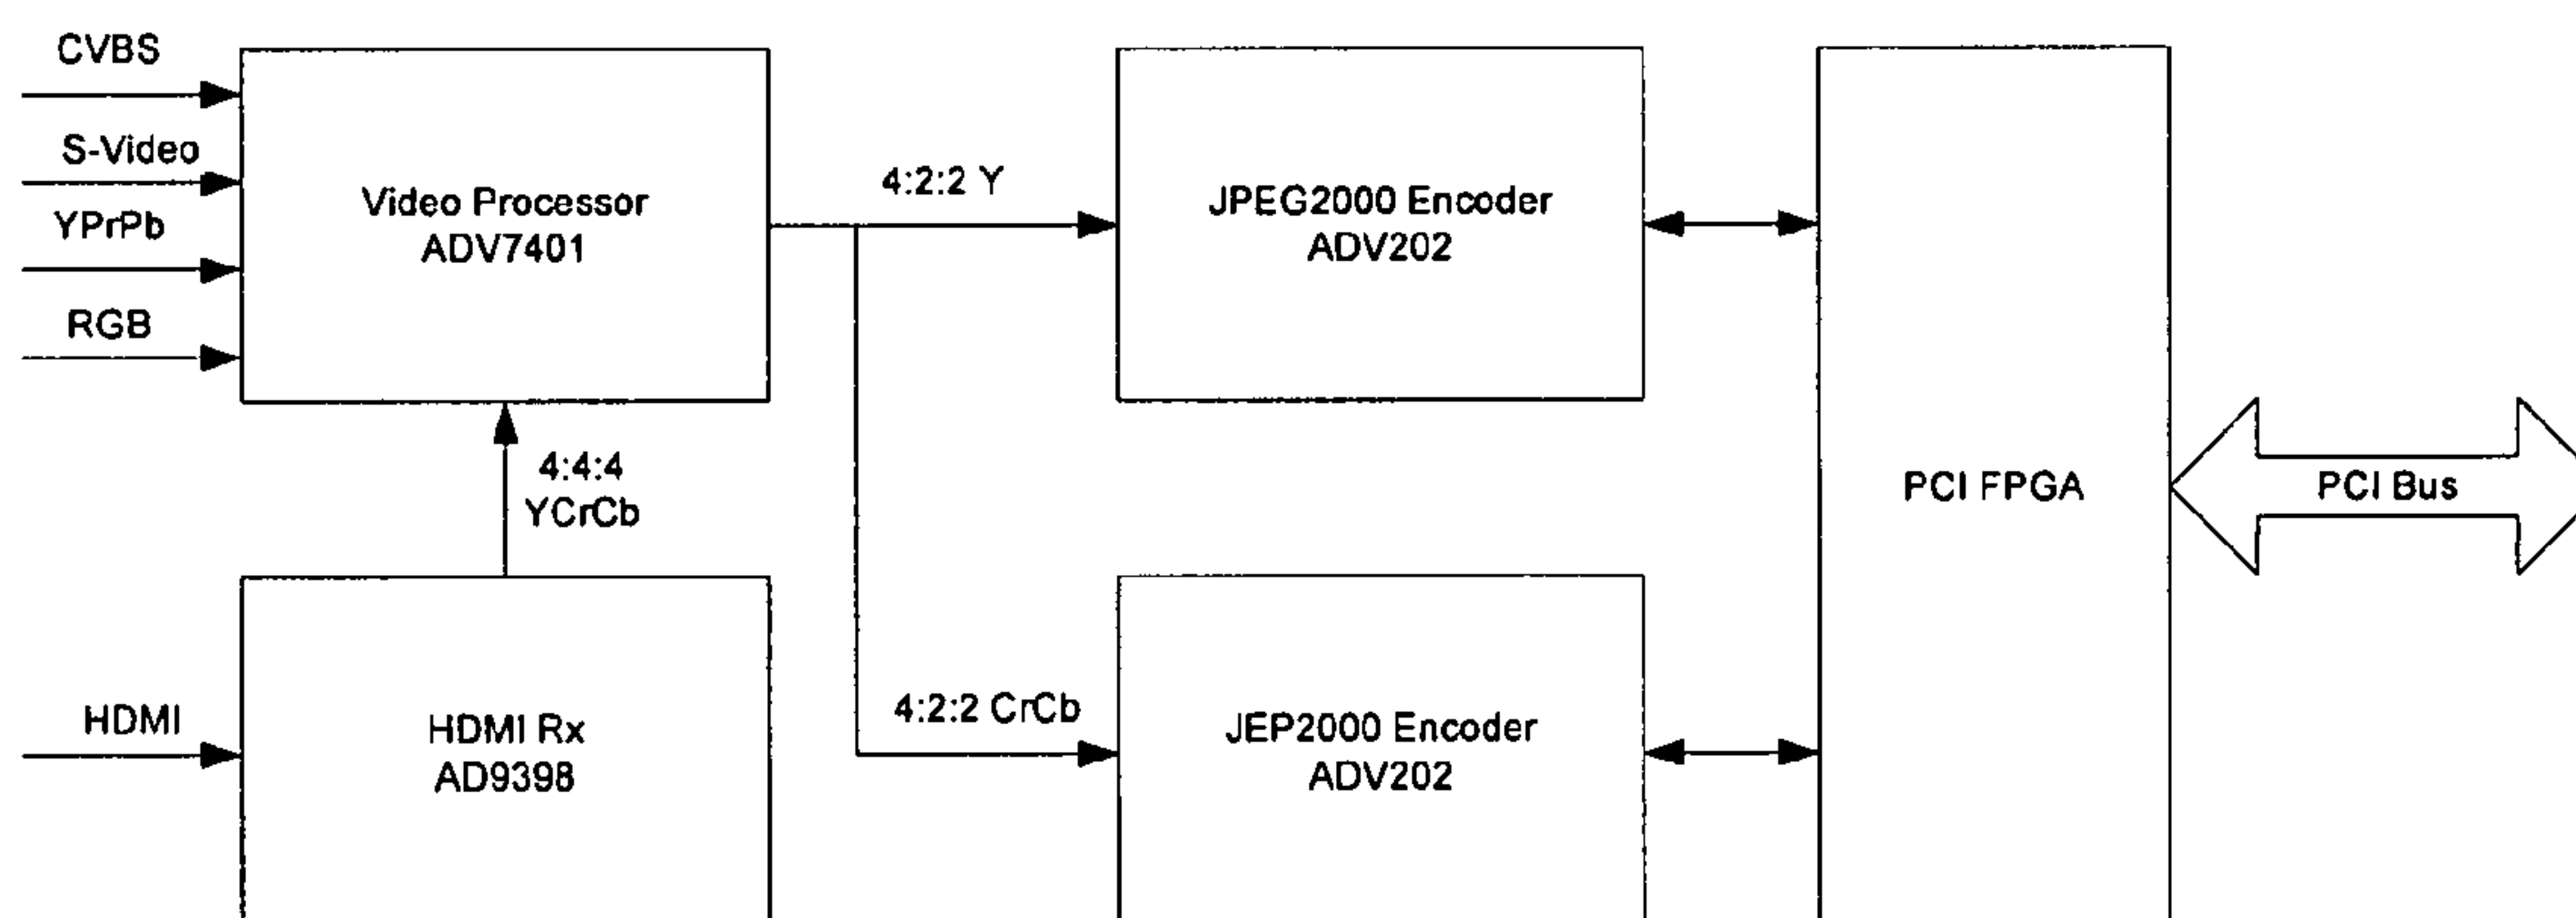 CVBS
S-Video
YPrPb
RGB
Video Processor
ADV7401
4:2:2 Y
JPEG2000 Encoder
ADV202
4:4:4
YCrCb
PCI FPGA
PCI Bus
HDMI
HDMI Rx
AD9398
4:2:2 CrCb
JEP2000 Encoder
ADV202